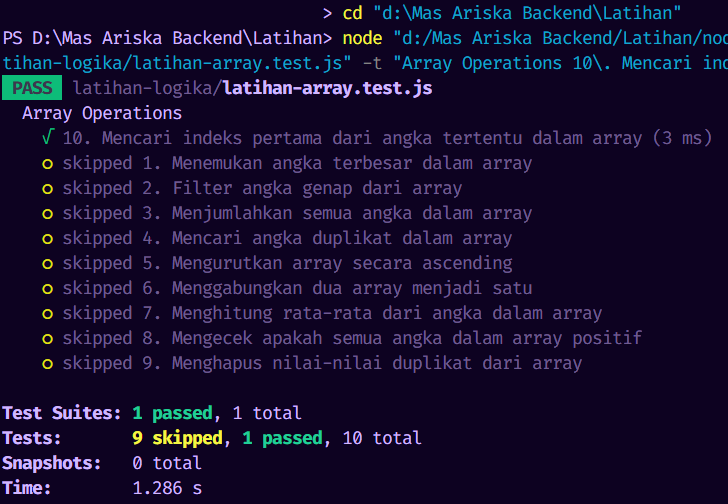 > cd "d:\Mas Ariska Backend\Latihan"
PS D:\Mas Ariska Backend\Latihan> node "d:/Mas Ariska Backend/Latihan/nod
tihan-logika/latihan-array.test.js" -t "Array Operations 10\. Mencari ind
PASS latihan-logika/latihan-array.test.js
Array Operations
√ 10. Mencari indeks pertama dari angka tertentu dalam array (3 ms)
○ skipped 1. Menemukan angka terbesar dalam array
○ skipped 2. Filter angka genap dari array
○ skipped 3. Menjumlahkan semua angka dalam array
○ skipped 4. Mencari angka duplikat dalam array
○ skipped 5. Mengurutkan array secara ascending
○ skipped 6. Menggabungkan dua array menjadi satu
○ skipped 7. Menghitung rata-rata dari angka dalam array
○ skipped 8. Mengecek apakah semua angka dalam array positif
○ skipped 9. Menghapus nilai-nilai duplikat dari array
Test Suites: 1 passed, 1 total
Tests: 9 skipped, 1 passed, 10 total
Snapshots: 0 total
Time: 1.286 s